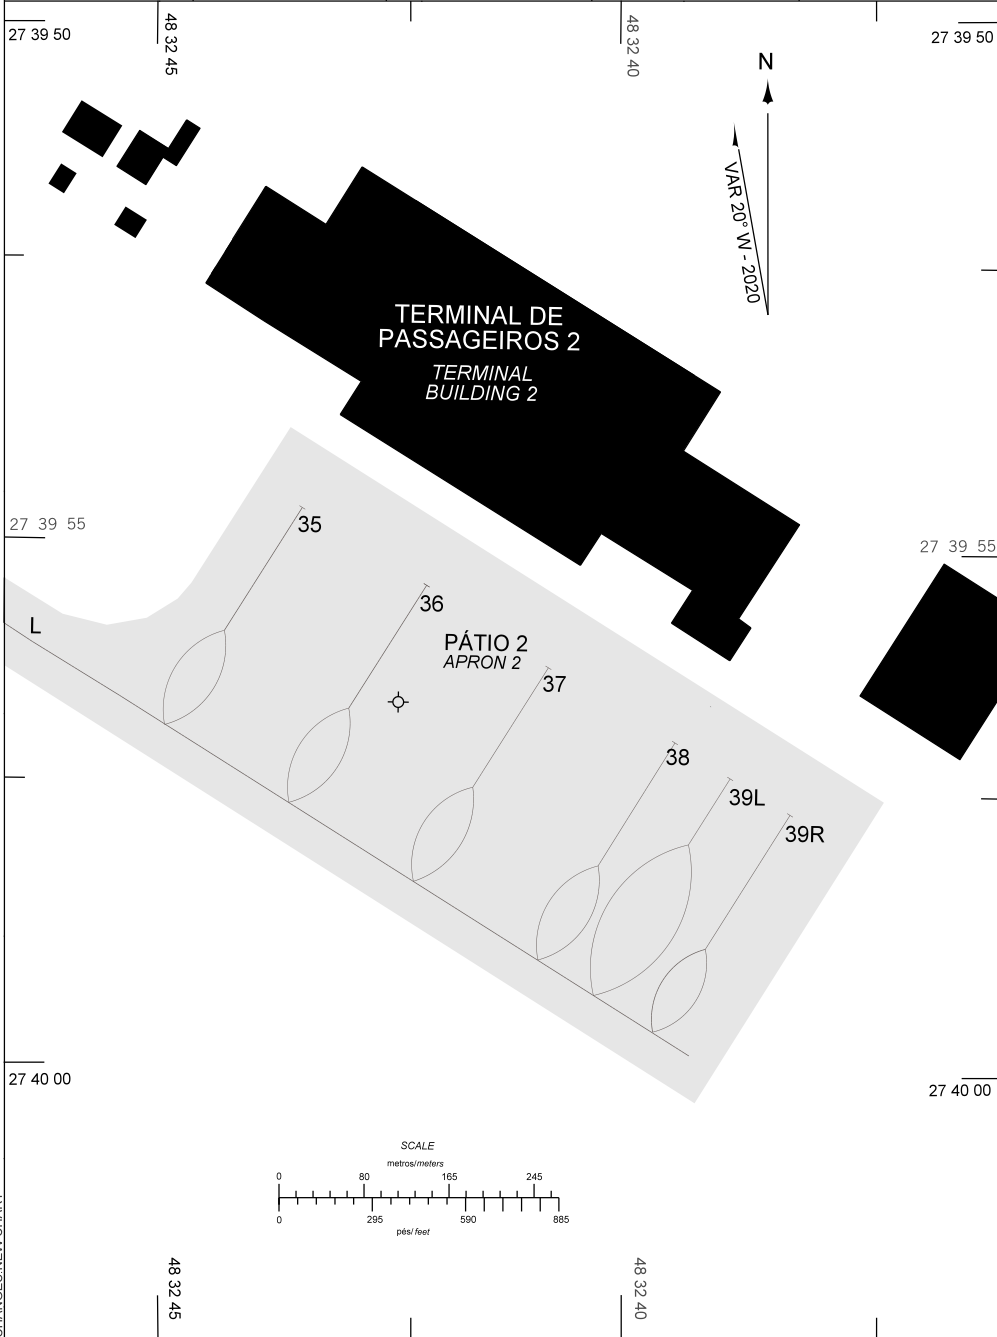 48 32 45
48 32 40
27 39 50
27 39 50
N
VAR 20° W - 2020
TERMINAL DE
PASSAGEIROS 2
TERMINAL
BUILDING 2
27 39 55
27 39 55
35
36
L
PÁTIO 2
APRON 2
37
38
39L
39R
27 40 00
27 40 00
SCALE
metros/meters
0 80 165 245
0 295 590 885
pés/feet
48 32 45
48 32 40